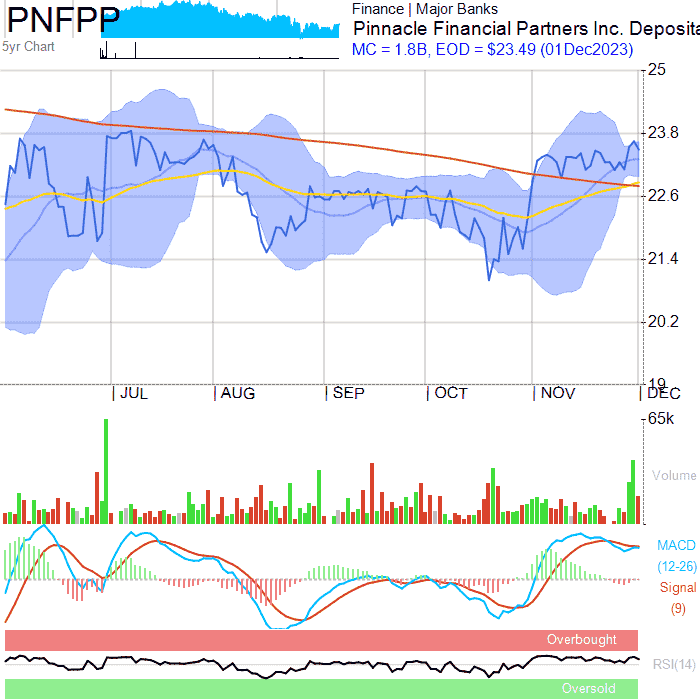 PNFPP
5yr Chart
Finance | Major Banks
Pinnacle Financial Partners Inc. Deposita
MC = 1.8B, EOD = $23.49 (01Dec2023)
25
23.8
22.6
21.4
20.2
19
JUL AUG SEP OCT NOV DEC
65k
Volume
MACD
(12-26)
Signal
(9)
Overbought
RSI(14)
Oversold